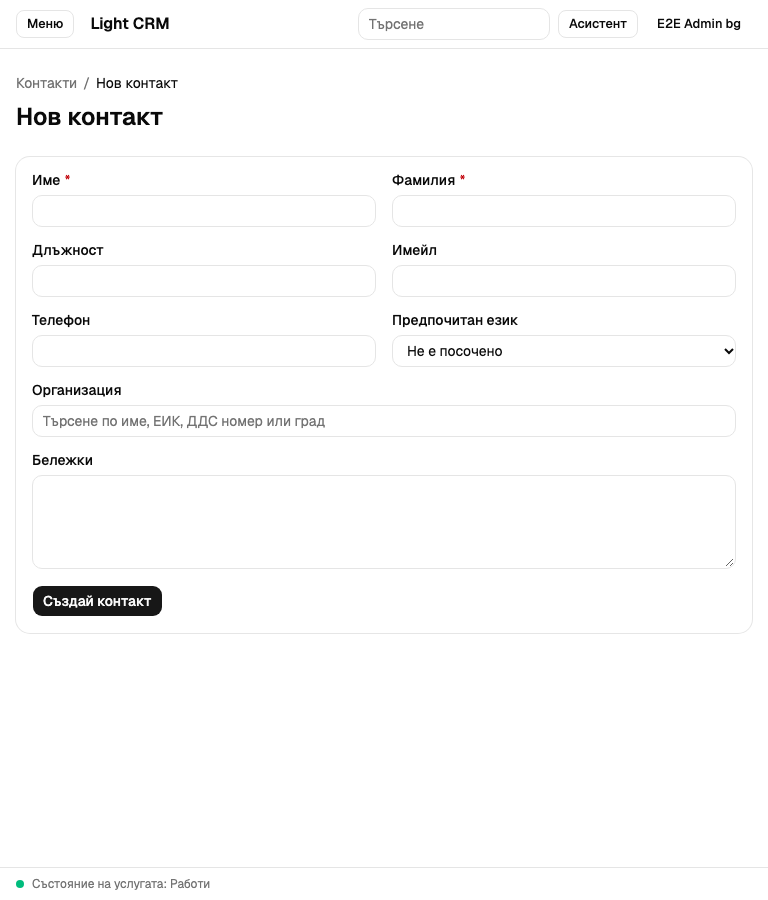 Меню Light CRM Търсене Асистент E2E Admin bg
Контакти / Нов контакт
Нов контакт
Име * Фамилия *
Длъжност Имейл
Телефон Предпочитан език
Не е посочено
Организация
Търсене по име, ЕИК, ДДС номер или град
Бележки
Създай контакт
Състояние на услугата: Работи